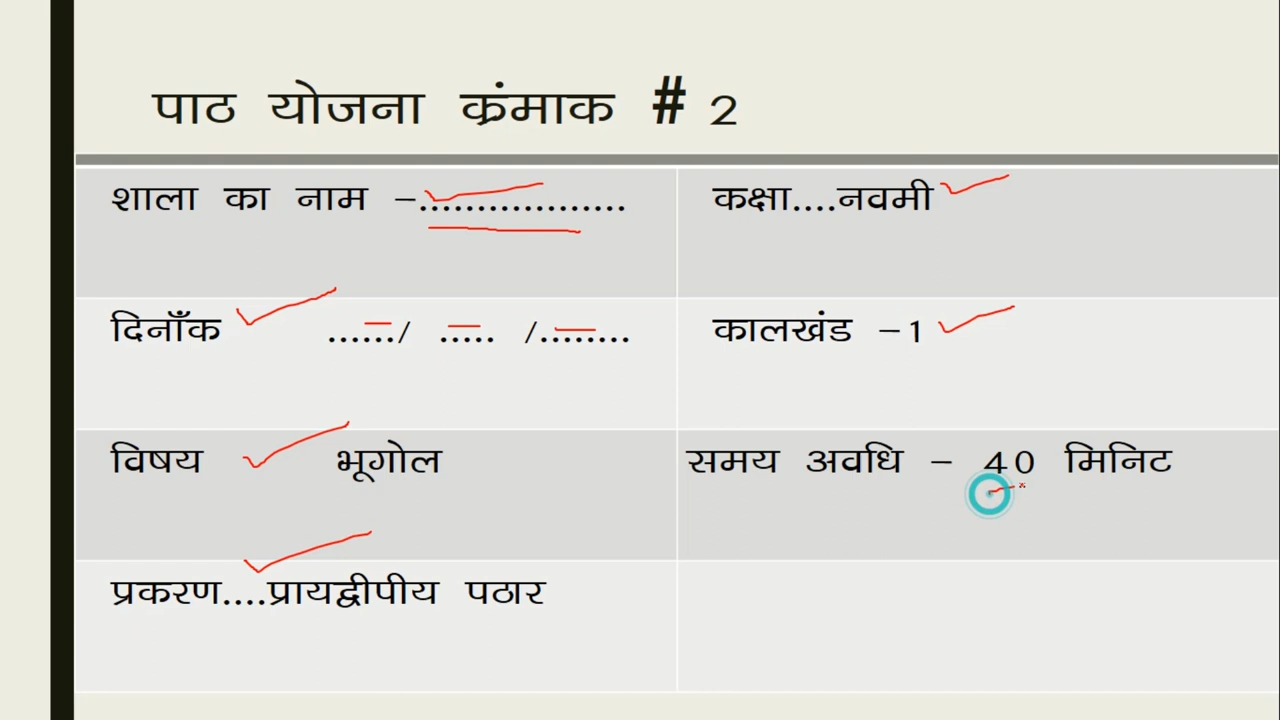 पाठ योजना क्रंमाक # 2
शाला का नाम –..................
कक्षा....नवमी
दिनाँक ....../ ..... /........
कालखंड –1
विषय भूगोल
समय अवधि – 40 मिनिट
प्रकरण....प्रायद्वीपीय पठार